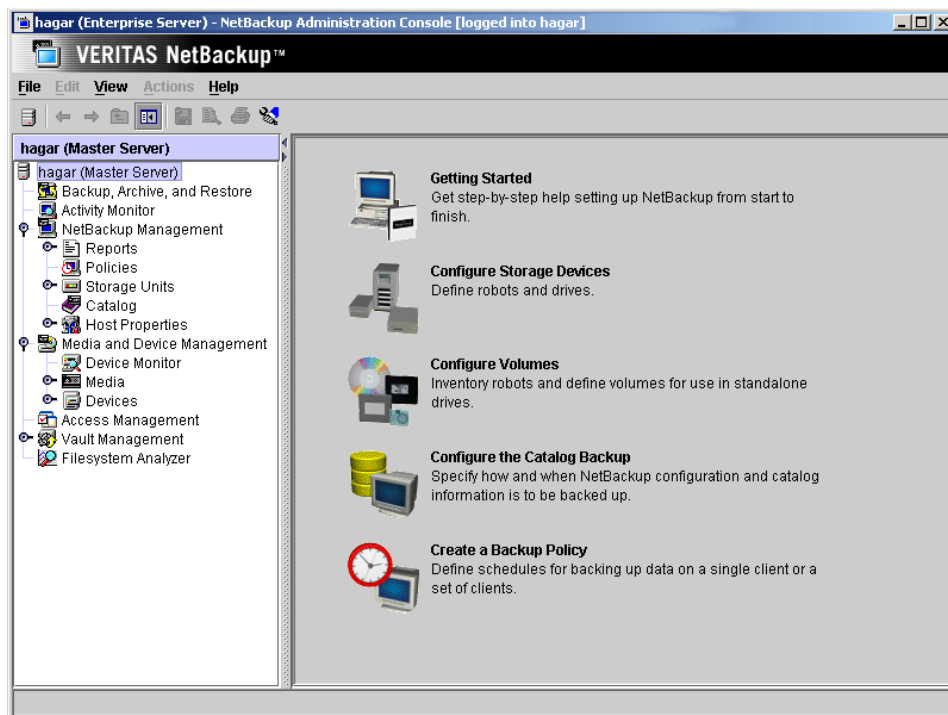 hagar (Enterprise Server) - NetBackup Administration Console [logged into hagar]
VERITAS NetBackup™
File Edit View Actions Help
hagar (Master Server)
hagar (Master Server)
Backup, Archive, and Restore
Activity Monitor
NetBackup Management
Reports
Policies
Storage Units
Catalog
Host Properties
Media and Device Management
Device Monitor
Media
Devices
Access Management
Vault Management
Filesystem Analyzer
Getting Started
Get step-by-step help setting up NetBackup from start to
finish.
Configure Storage Devices
Define robots and drives.
Configure Volumes
Inventory robots and define volumes for use in standalone
drives.
Configure the Catalog Backup
Specify how and when NetBackup configuration and catalog
information is to be backed up.
Create a Backup Policy
Define schedules for backing up data on a single client or a
set of clients.